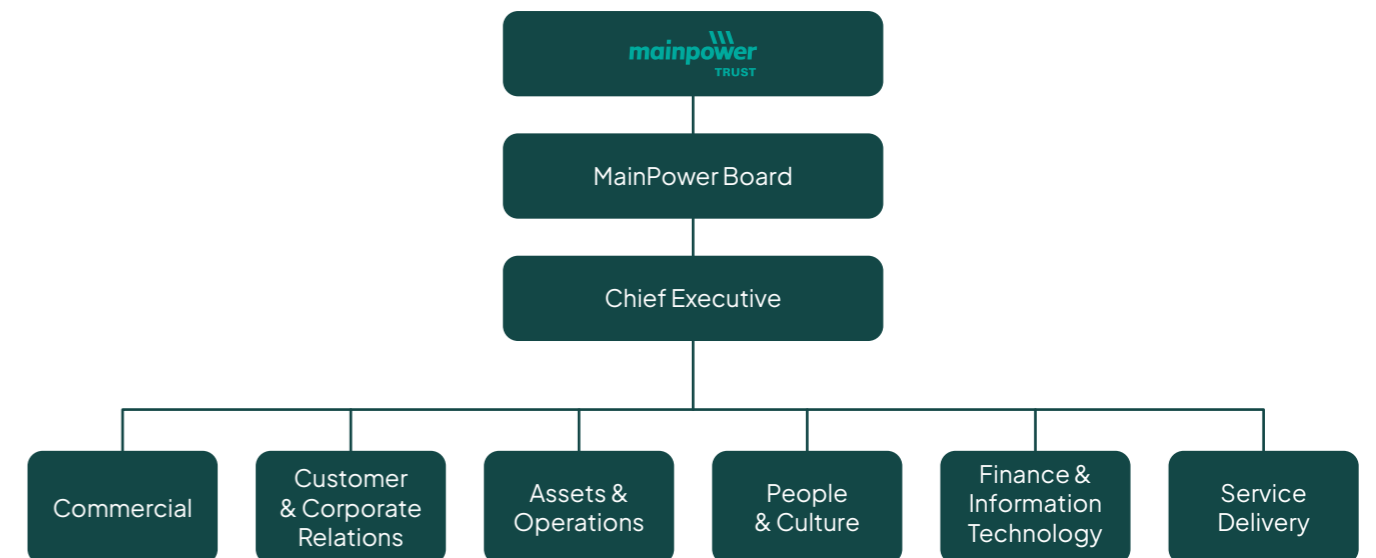 mainpower
TRUST
MainPower Board
Chief Executive
Commercial
Customer
& Corporate
Relations
Assets &
Operations
People
& Culture
Finance &
Information
Technology
Service
Delivery